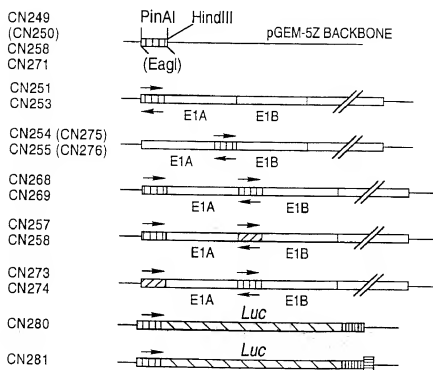 CN249
(CN250)
CN258
CN271
PinAI
HindIII
pGEM-5Z BACKBONE
(EagI)
CN251
CN253
E1A E1B
CN254 (CN275)
CN255 (CN276)
E1A E1B
CN268
CN269
E1A E1B
CN257
CN258
E1A E1B
CN273
CN274
E1A E1B
CN280
Luc
CN281
Luc